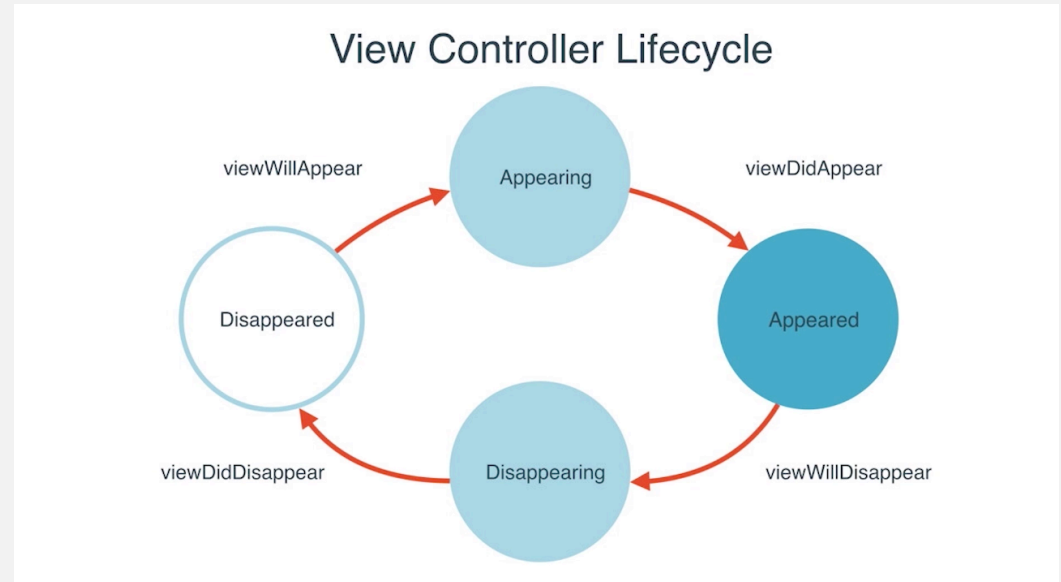 View Controller Lifecycle
viewWillAppear
Appearing
viewDidAppear
Disappeared
Appeared
viewDidDisappear
Disappearing
viewWillDisappear